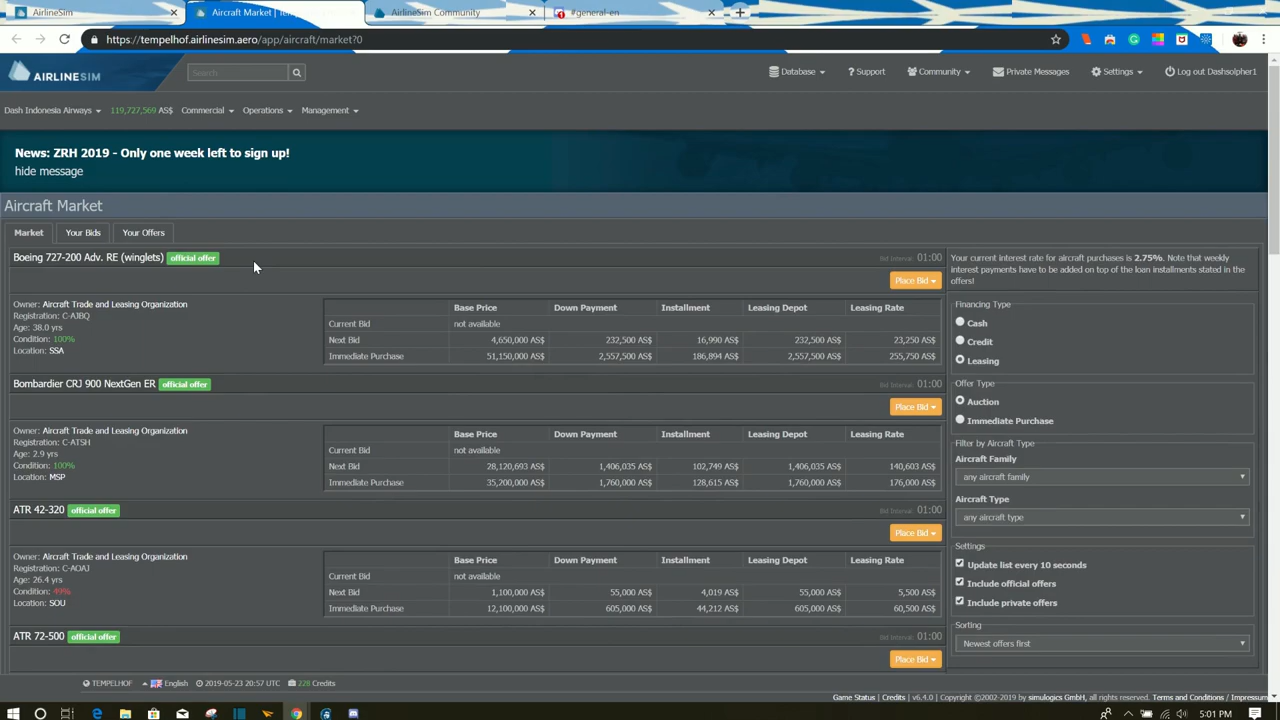 AirlineSim
Aircraft Market | Temp
AirlineSim Community
#general-en
https://tempelhof.airlinesim.aero/app/aircraft/market?0
AIRLINESIM
Search
Database
Support
Community
Private Messages
Settings
Log out Dashsolpher1
Dash Indonesia Airways
119,727,569 AS$
Commercial
Operations
Management
News: ZRH 2019 - Only one week left to sign up!
hide message
Aircraft Market
Market
Your Bids
Your Offers
Boeing 727-200 Adv. RE (winglets) official offer
Bid Interval: 01:00
Place Bid
Owner: Aircraft Trade and Leasing Organization
Registration: C-AJBQ
Age: 38.0 yrs
Condition: 100%
Location: SSA
Base Price Down Payment Installment Leasing Depot Leasing Rate
Current Bid not available
Next Bid 4,650,000 AS$ 232,500 AS$ 16,990 AS$ 232,500 AS$ 23,250 AS$
Immediate Purchase 51,150,000 AS$ 2,557,500 AS$ 186,894 AS$ 2,557,500 AS$ 255,750 AS$
Bombardier CRJ 900 NextGen ER official offer
Bid Interval: 01:00
Place Bid
Owner: Aircraft Trade and Leasing Organization
Registration: C-ATSH
Age: 2.9 yrs
Condition: 100%
Location: MSP
Base Price Down Payment Installment Leasing Depot Leasing Rate
Current Bid not available
Next Bid 28,120,693 AS$ 1,406,035 AS$ 102,749 AS$ 1,406,035 AS$ 140,603 AS$
Immediate Purchase 35,200,000 AS$ 1,760,000 AS$ 128,615 AS$ 1,760,000 AS$ 176,000 AS$
ATR 42-320 official offer
Bid Interval: 01:00
Place Bid
Owner: Aircraft Trade and Leasing Organization
Registration: C-AOAJ
Age: 26.4 yrs
Condition: 49%
Location: SOU
Base Price Down Payment Installment Leasing Depot Leasing Rate
Current Bid not available
Next Bid 1,100,000 AS$ 55,000 AS$ 4,019 AS$ 55,000 AS$ 5,500 AS$
Immediate Purchase 12,100,000 AS$ 605,000 AS$ 44,212 AS$ 605,000 AS$ 60,500 AS$
ATR 72-500 official offer
Bid Interval: 01:00
Place Bid
Your current interest rate for aircraft purchases is 2.75%. Note that weekly
interest payments have to be added on top of the loan installments stated in the
offers!
Financing Type
Cash
Credit
Leasing
Offer Type
Auction
Immediate Purchase
Filter by Aircraft Type
Aircraft Family
any aircraft family
Aircraft Type
any aircraft type
Settings
Update list every 10 seconds
Include official offers
Include private offers
Sorting
Newest offers first
TEMPELHOF
English
2019-05-23 20:57 UTC
228 Credits
Game Status | Credits | v6.4.0 | Copyright ©2002-2019 by simulogics GmbH, all rights reserved. Terms and Conditions / Impressum
5:01 PM